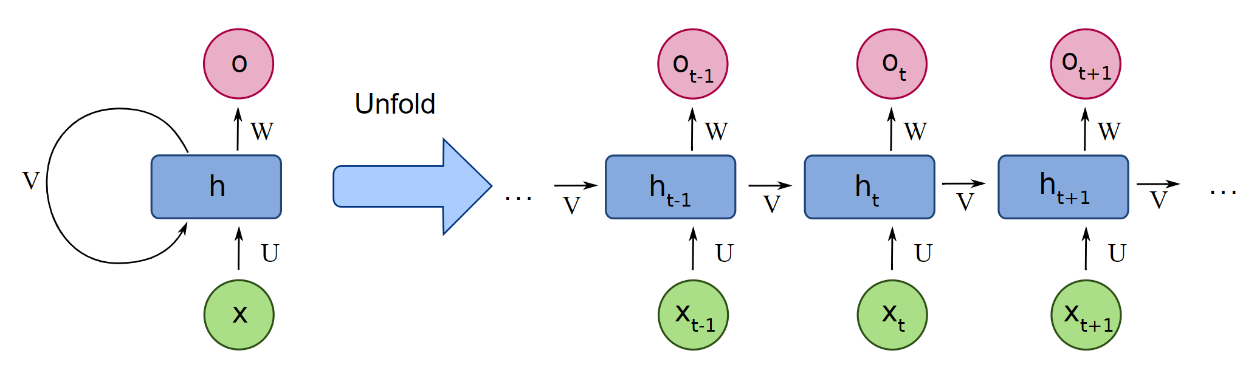 o
W
V
h
U
x
Unfold
...
V
o t-1
W
h t-1
U
x t-1
V
o t
W
h t
U
x t
V
o t+1
W
h t+1
U
x t+1
V
...